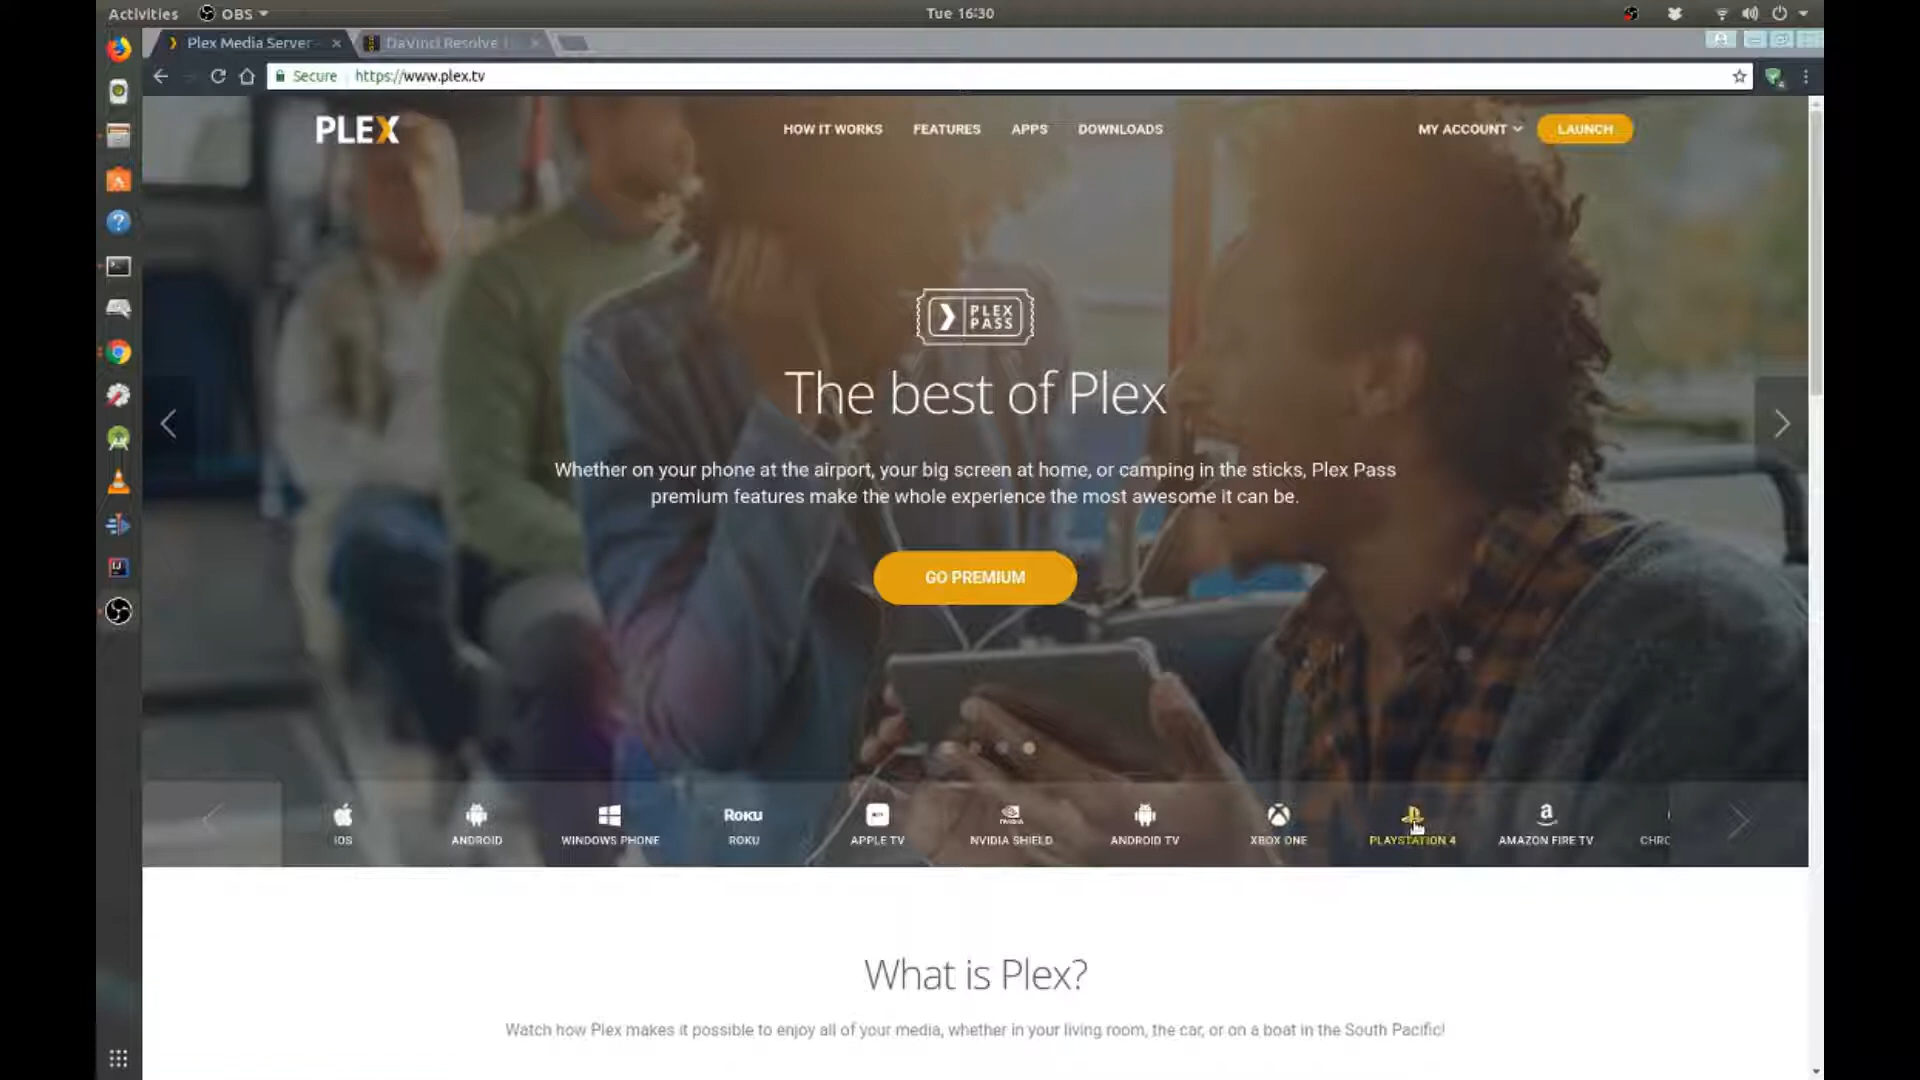 Activities OBS Tue 16:30
Plex Media Server DaVinci Resolve
Secure https://www.plex.tv
PLEX HOW IT WORKS FEATURES APPS DOWNLOADS MY ACCOUNT LAUNCH
PLEX
PASS
The best of Plex
Whether on your phone at the airport, your big screen at home, or camping in the sticks, Plex Pass
premium features make the whole experience the most awesome it can be.
GO PREMIUM
ROKU
IOS ANDROID WINDOWS PHONE ROKU APPLE TV NVIDIA SHIELD ANDROID TV XBOX ONE PLAYSTATION 4 AMAZON FIRE TV CHRO
What is Plex?
Watch how Plex makes it possible to enjoy all of your media, whether in your living room, the car, or on a boat in the South Pacific!